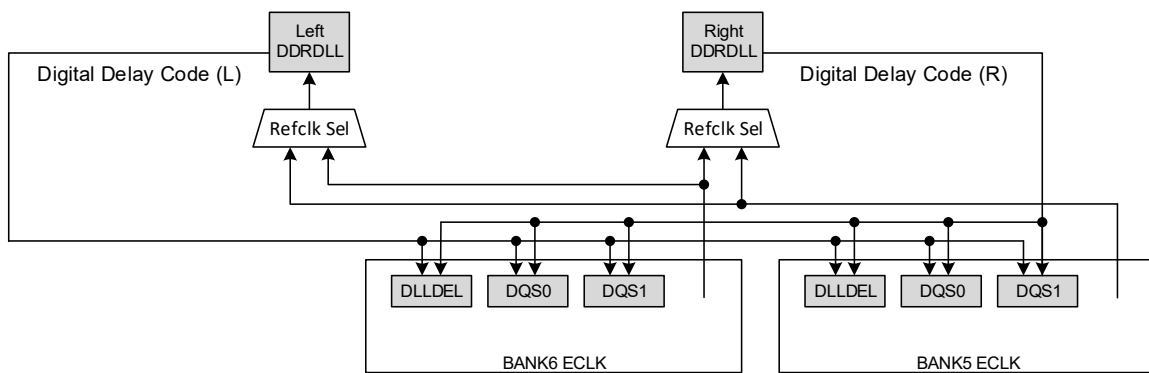 Left
DDRDLL
Right
DDRDLL
Digital Delay Code (L)
Digital Delay Code (R)
Refclk Sel
Refclk Sel
DLLDEL
DQS0
DQS1
DLLDEL
DQS0
DQS1
BANK6 ECLK
BANK5 ECLK